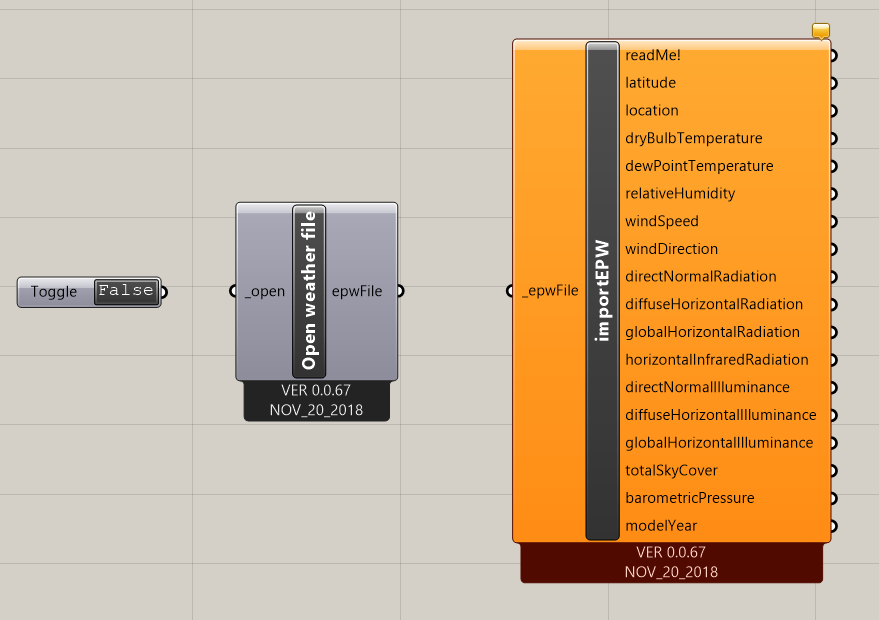 Toggle False
_open
Open weather file
epwFile
VER 0.0.67
NOV_20_2018
_epwFile
importEPW
readMe!
latitude
location
dryBulbTemperature
dewPointTemperature
relativeHumidity
windSpeed
windDirection
directNormalRadiation
diffuseHorizontalRadiation
globalHorizontalRadiation
horizontalInfraredRadiation
directNormalIlluminance
diffuseHorizontalIlluminance
globalHorizontalIlluminance
totalSkyCover
barometricPressure
modelYear
VER 0.0.67
NOV_20_2018